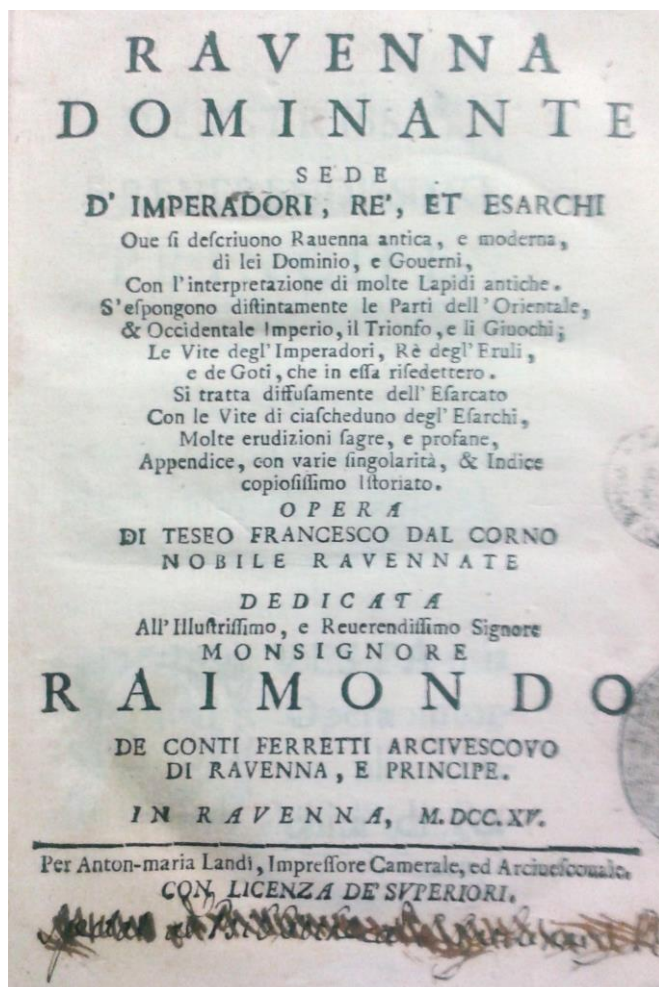 RAVENNA
DOMINANTE
SEDE
D' IMPERADORI, RE', ET ESARCHI
Oue ſi deſcriuono Rauenna antica, e moderna,
di lei Dominio, e Gouerni,
Con l'interpretazione di molte Lapidi antiche.
S'eſpongono diſtintamente le Parti dell'Orientale,
& Occidentale Imperio, il Trionfo, e li Giuochi;
Le Vite degl'Imperadori, Rè degl'Eruli,
e de Goti, che in eſſa riſedettero.
Si tratta diffuſamente dell'Eſarcato
Con le Vite di ciaſcheduno degl'Eſarchi,
Molte erudizioni ſagre, e profane,
Appendice, con varie ſingolarità, & Indice
copioſiſſimo Iſtoriato.
OPERA
DI TESEO FRANCESCO DAL CORNO
NOBILE RAVENNATE
DEDICATA
All'Illuſtriſſimo, e Reuerendiſſimo Signore
MONSIGNORE
RAIMONDO
DE CONTI FERRETTI ARCIVESCOVO
DI RAVENNA, E PRINCIPE.
IN RAVENNA, M. DCC. XV.
Per Anton-maria Landi, Impreſſore Camerale, ed Arciueſcouale.
CON LICENZA DE' SVPERIORI.